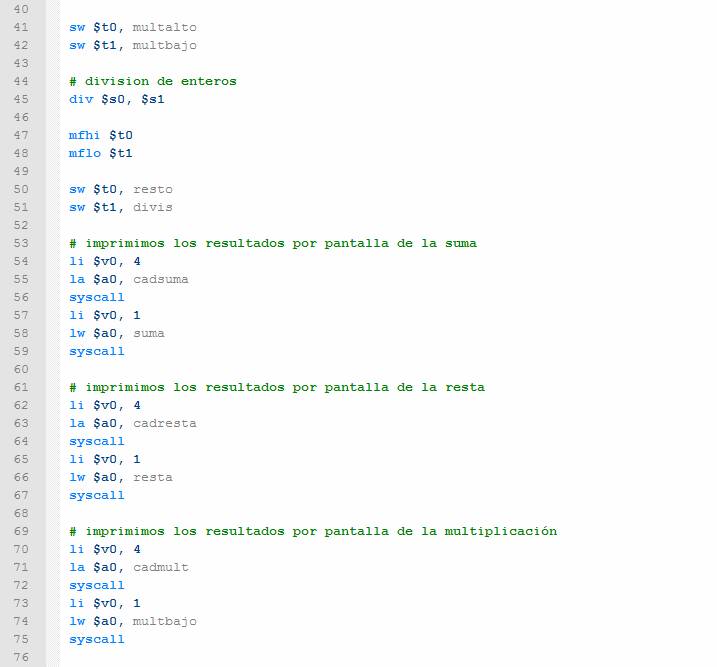 40
41 sw $t0, multalto
42 sw $t1, multbajo
43
44 # division de enteros
45 div $s0, $s1
46
47 mfhi $t0
48 mflo $t1
49
50 sw $t0, resto
51 sw $t1, divis
52
53 # imprimimos los resultados por pantalla de la suma
54 li $v0, 4
55 la $a0, cadsuma
56 syscall
57 li $v0, 1
58 lw $a0, suma
59 syscall
60
61 # imprimimos los resultados por pantalla de la resta
62 li $v0, 4
63 la $a0, cadresta
64 syscall
65 li $v0, 1
66 lw $a0, resta
67 syscall
68
69 # imprimimos los resultados por pantalla de la multiplicación
70 li $v0, 4
71 la $a0, cadmult
72 syscall
73 li $v0, 1
74 lw $a0, multbajo
75 syscall
76